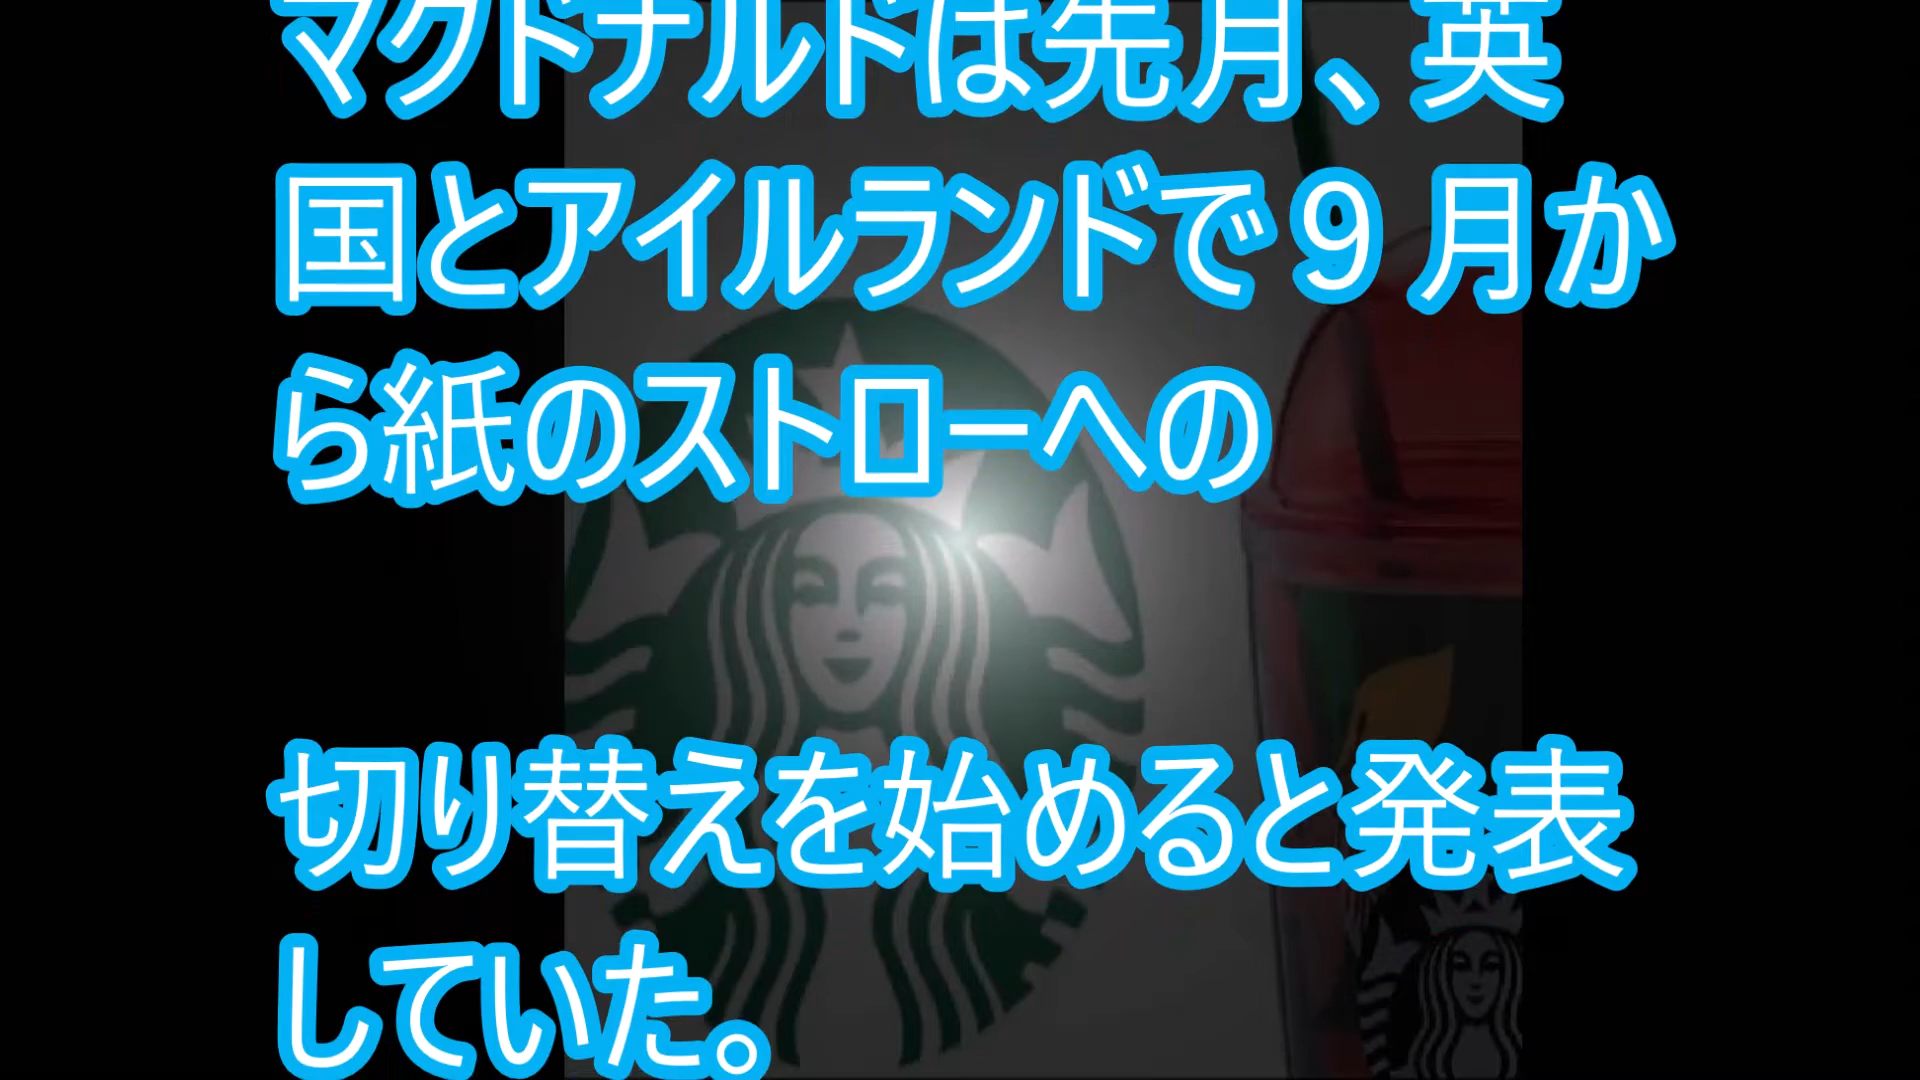 マクドナルドは先月、英
国とアイルランドで９月か
ら紙のストローへの
切り替えを始めると発表
していた。